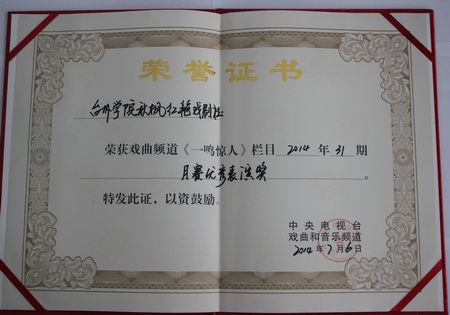 荣誉证书
台州学院秋枫红艳戏剧社
荣获戏曲频道《一鸣惊人》栏目 2014 年 31 期
月赛优秀表演奖。
特发此证,以资鼓励。
中央电视台
戏曲和音乐频道
2014 年 7 月 6 日